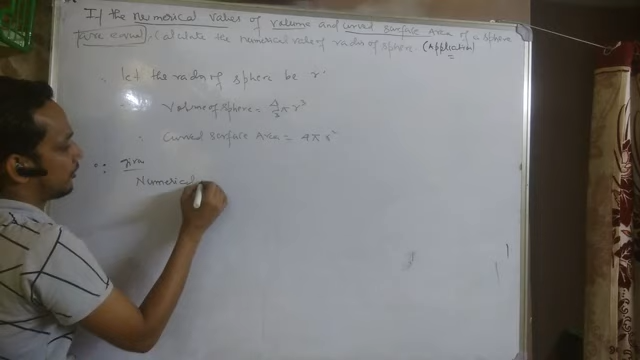 If the numerical values of volume and curved surface Area of a sphere
are equal. Calculate the numerical value of radius of sphere (Application)
∴ let the radius of sphere be 'r'
∴ Volume of sphere = 4/3 π r³
∴ Curved surface Area = 4π r²
∵ given
Numerical